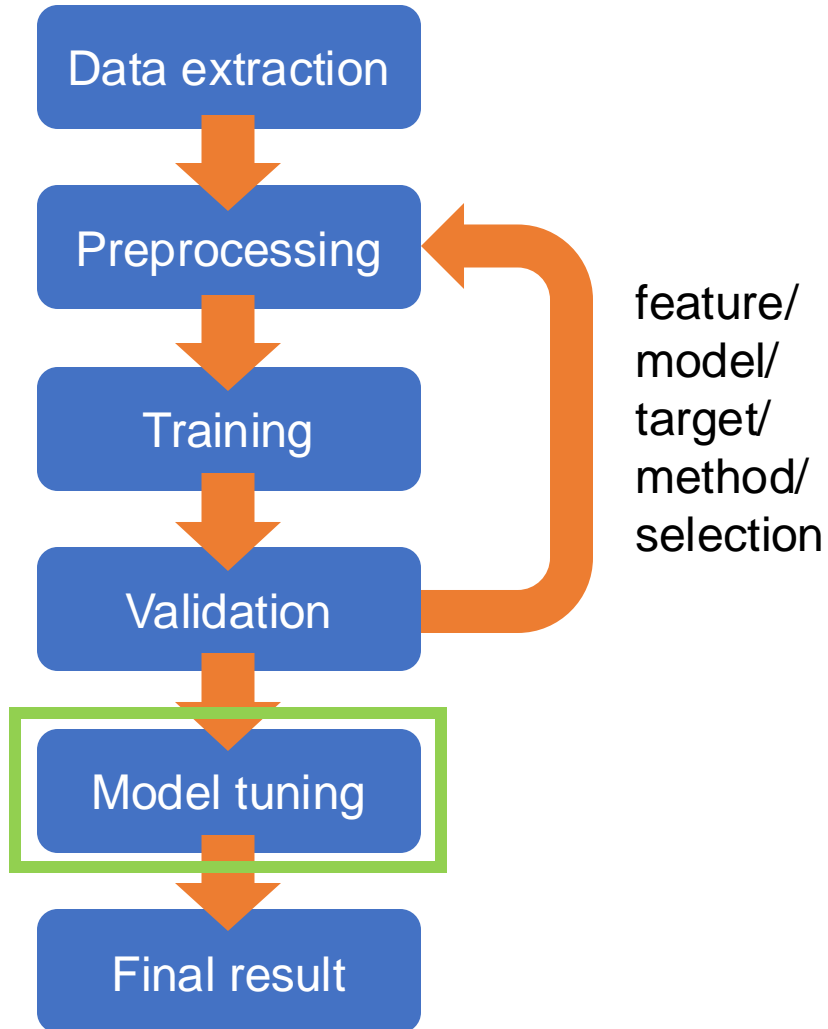 Data extraction
Preprocessing
Training
Validation
Model tuning
Final result
feature/
model/
target/
method/
selection